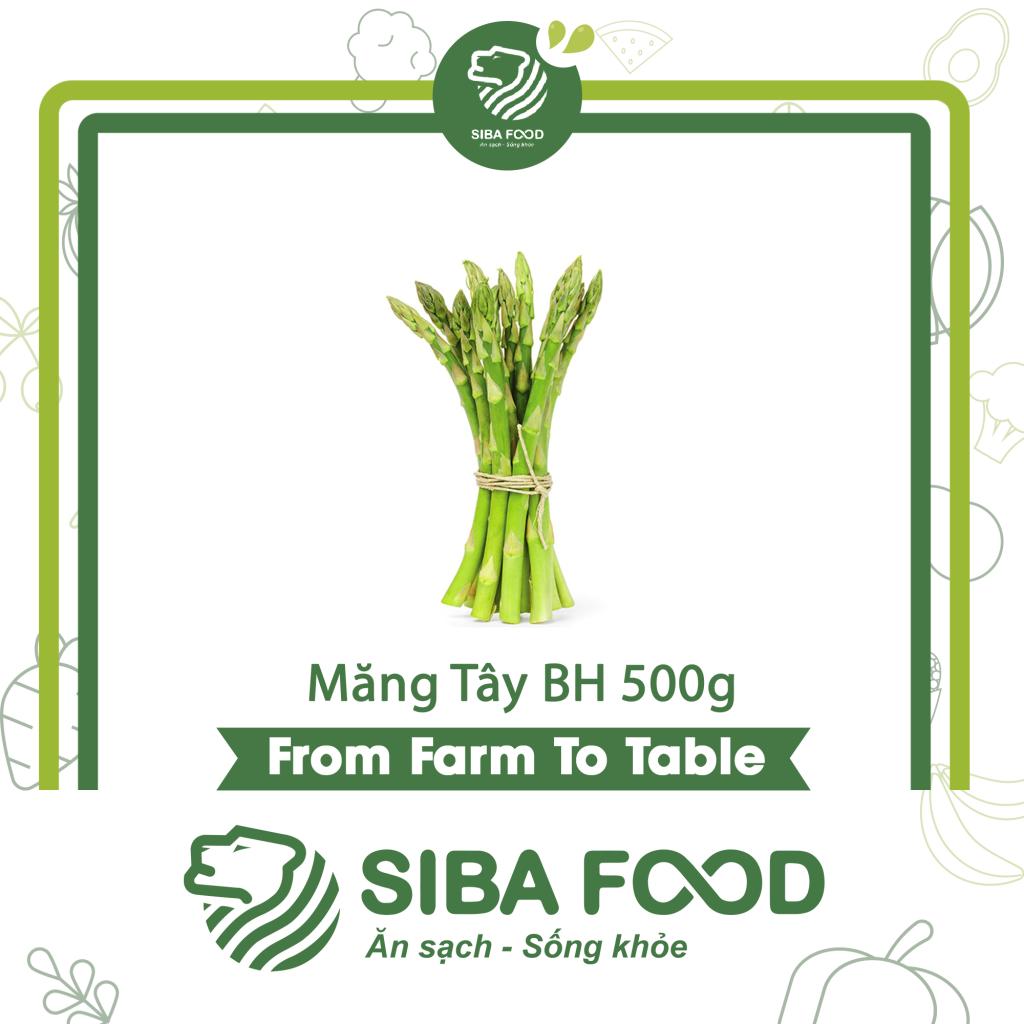 SIBA FOOD
Ăn sạch - Sống khỏe
Măng Tây BH 500g
From Farm To Table
SIBA FOOD
Ăn sạch - Sống khỏe